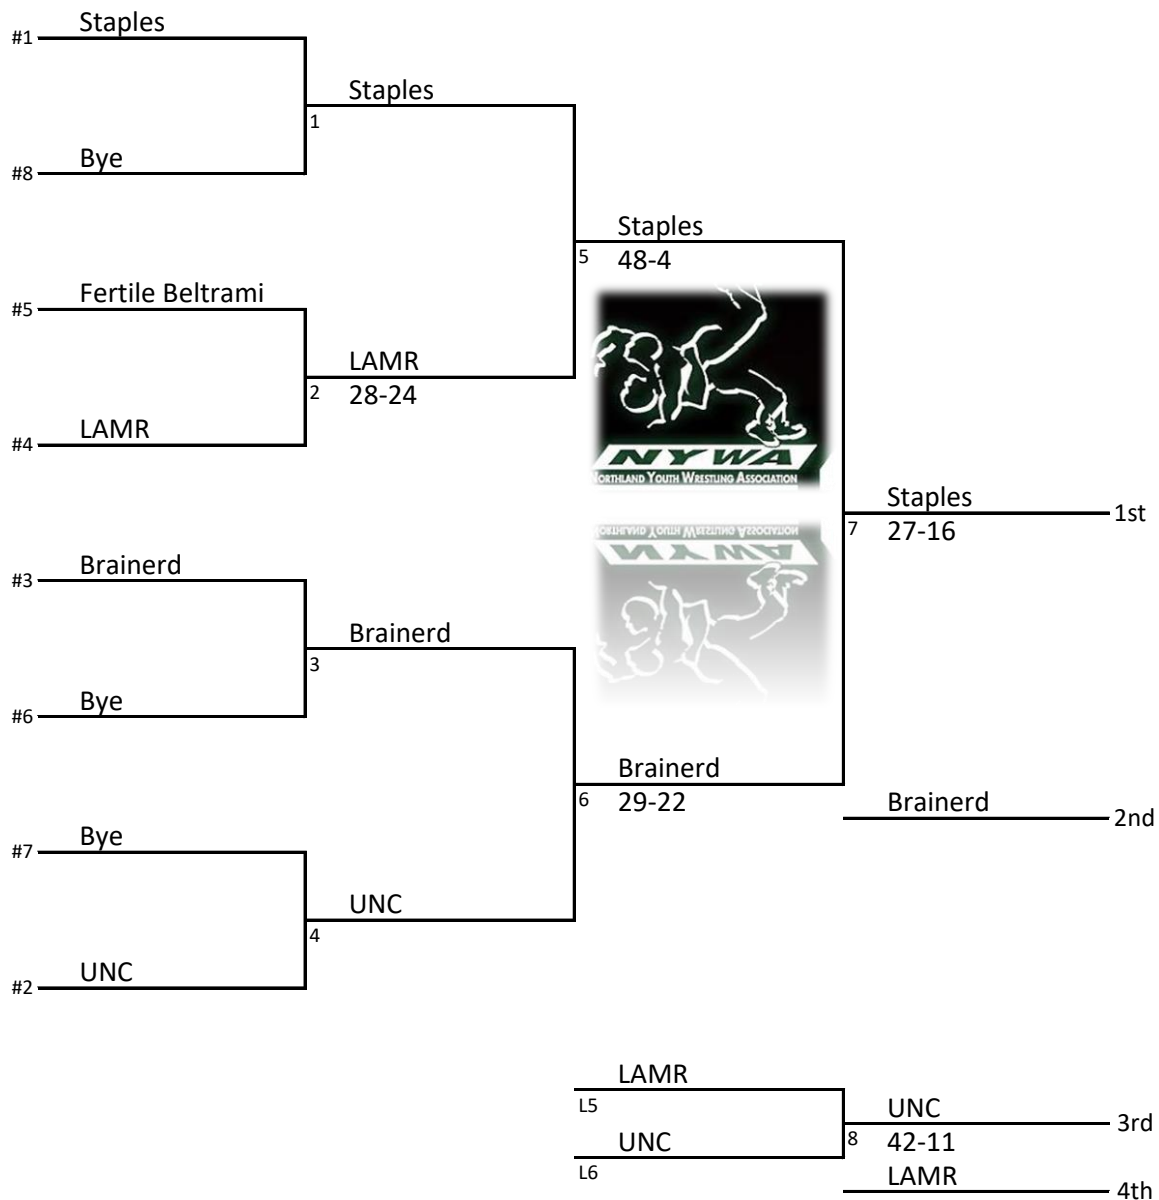 Staples
#1
Staples
1
Bye
#8
Staples
5
48-4
Fertile Beltrami
#5
LAMR
2
28-24
LAMR
#4
NYWA
NORTHLAND YOUTH WRESTLING ASSOCIATION
Staples
1st
7
27-16
Brainerd
#3
Brainerd
3
Bye
#6
Brainerd
6
29-22
Brainerd
2nd
Bye
#7
UNC
4
UNC
#2
LAMR
L5
UNC
3rd
8
42-11
UNC
L6
LAMR
4th